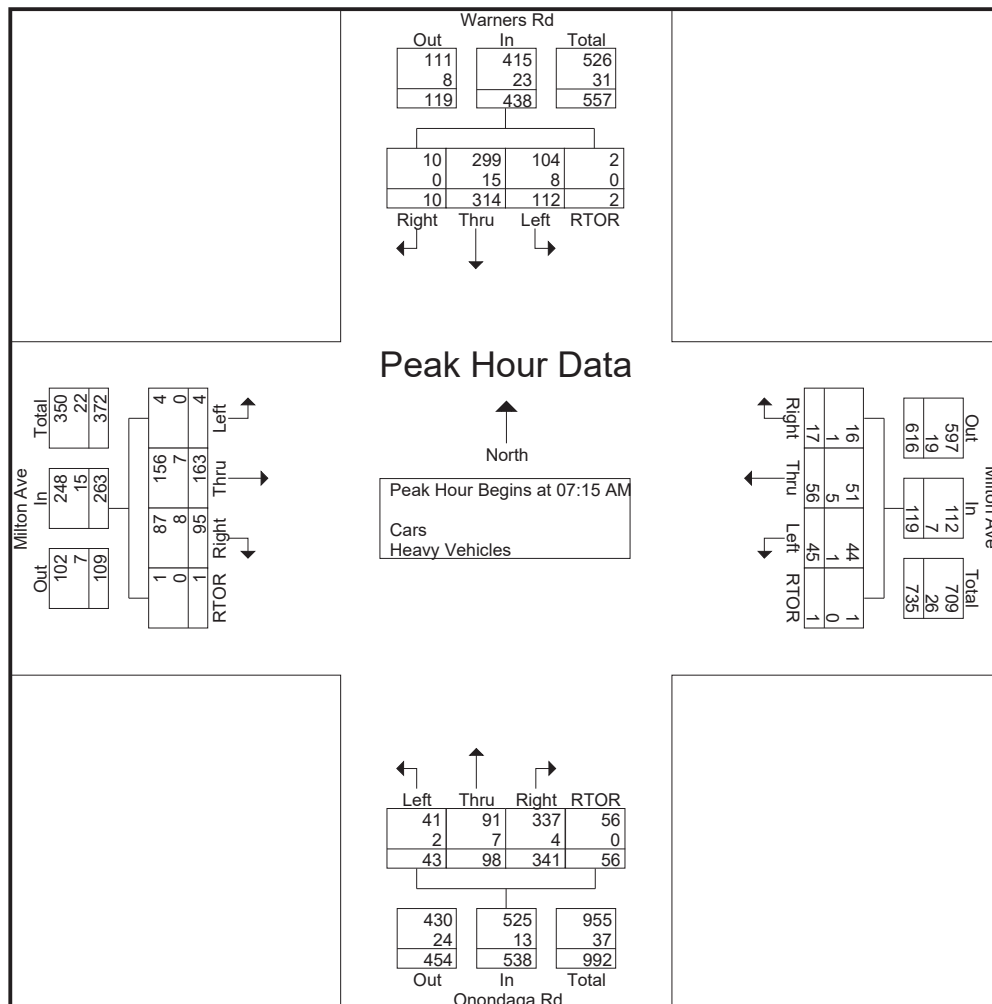 Warners Rd
Out In Total
111 415 526
8 23 31
119 438 557
10 299 104 2
0 15 8 0
10 314 112 2
Right Thru Left RTOR
Peak Hour Data
North
Peak Hour Begins at 07:15 AM
Cars
Heavy Vehicles
Milton Ave
Out In Total
102 248 350
7 15 22
109 263 372
RTOR Right Thru Left
1 87 156 4
0 8 7 0
1 95 163 4
Milton Ave
Out In Total
597 112 709
19 7 26
616 119 735
16 51 44 1
1 5 1 0
17 56 45 1
Right Thru Left RTOR
Left Thru Right RTOR
41 91 337 56
2 7 4 0
43 98 341 56
430 525 955
24 13 37
454 538 992
Out In Total
Onondaga Rd